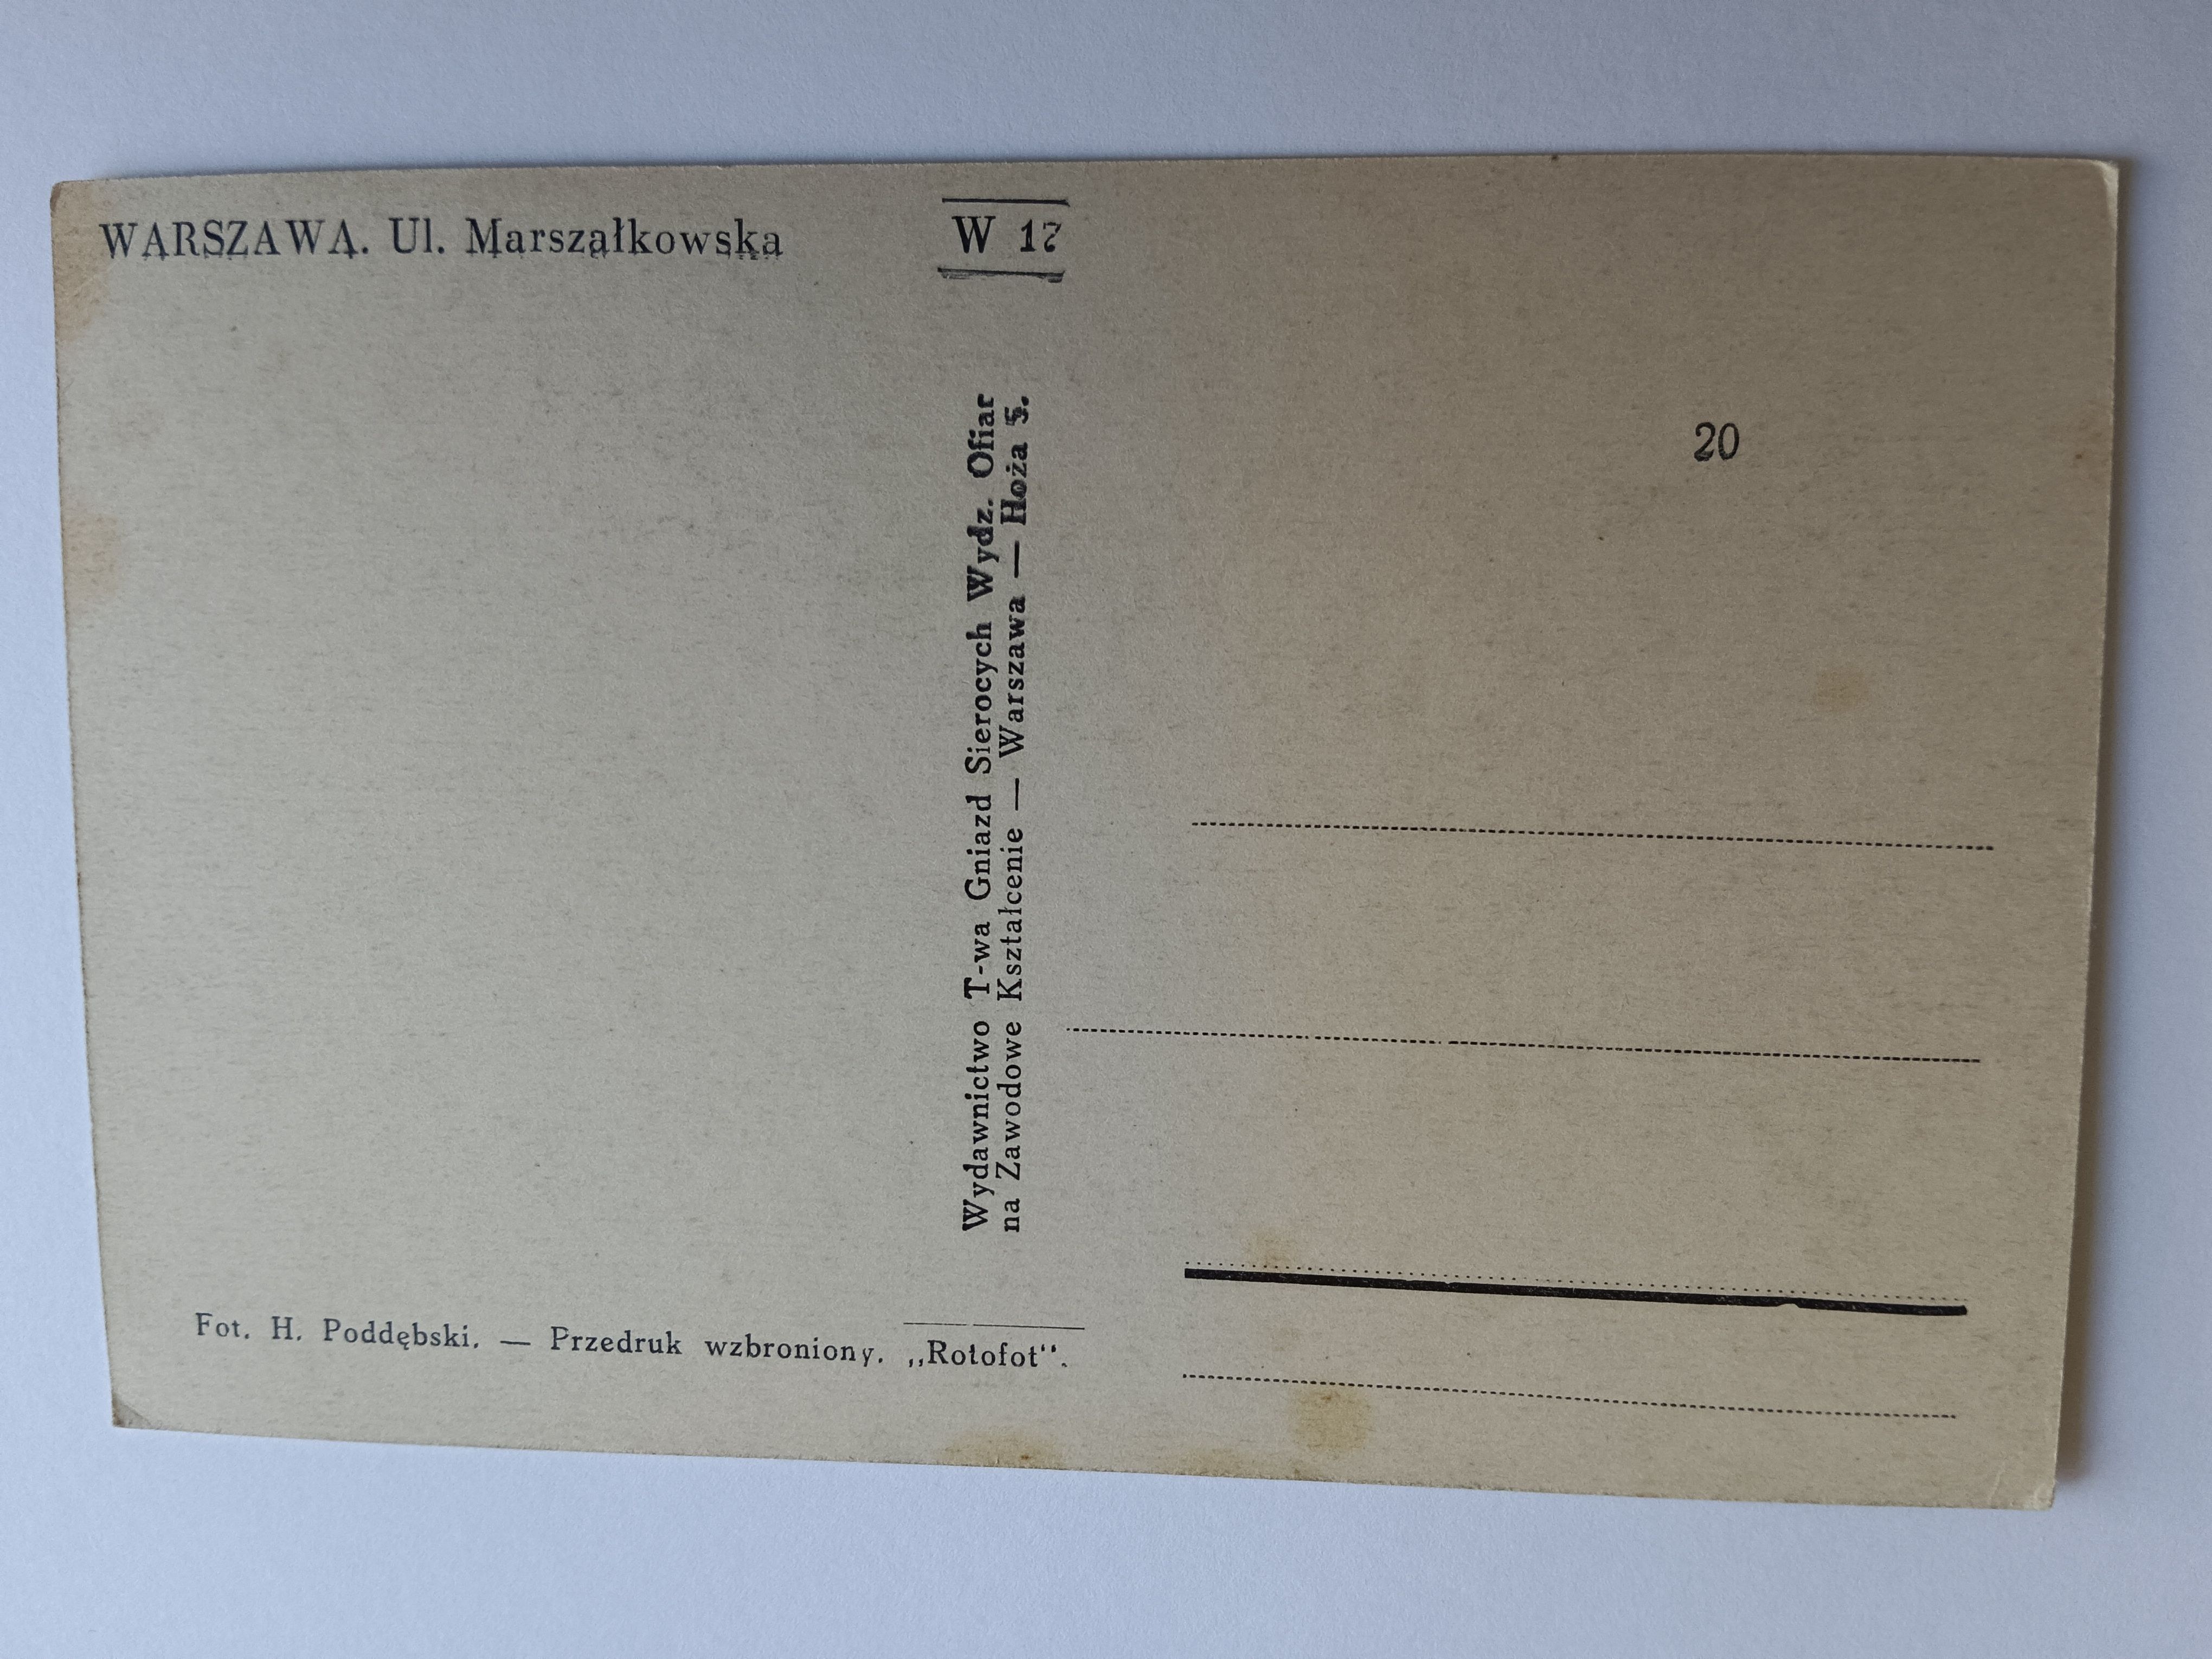 WARSZAWA. Ul. Marszałkowska
W 17
20
Wydawnictwo T-wa Gniazd Sierocych Wydz. Ofiar
na Zawodowe Kształcenie — Warszawa — Hoża 5.
Fot. H. Poddębski. — Przedruk wzbroniony. „Rotofot".